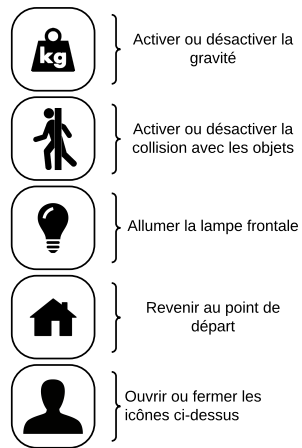 kg
Activer ou désactiver la
gravité
Activer ou désactiver la
collision avec les objets
Allumer la lampe frontale
Revenir au point de
départ
Ouvrir ou fermer les
icônes ci-dessus